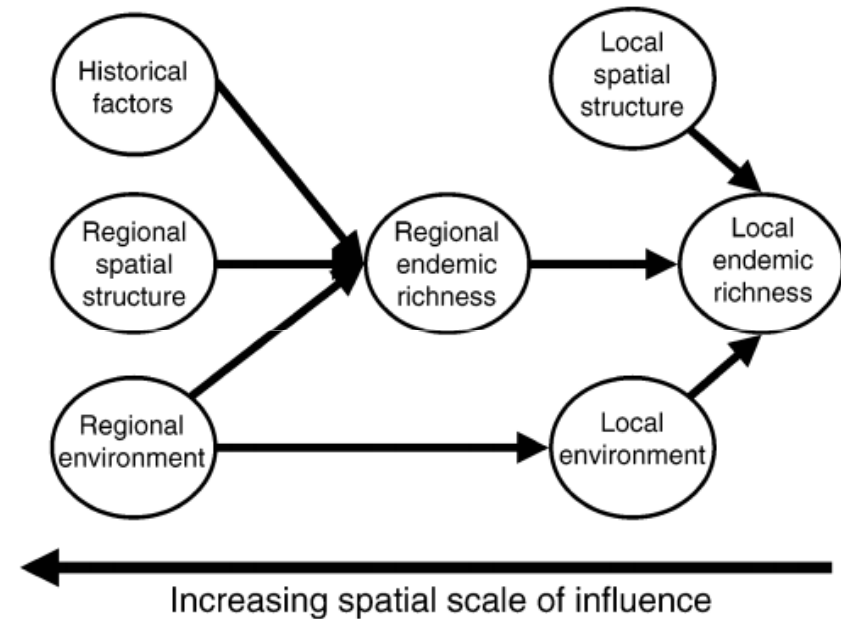 Historical
factors
Local
spatial
structure
Regional
spatial
structure
Regional
endemic
richness
Local
endemic
richness
Regional
environment
Local
environment
Increasing spatial scale of influence